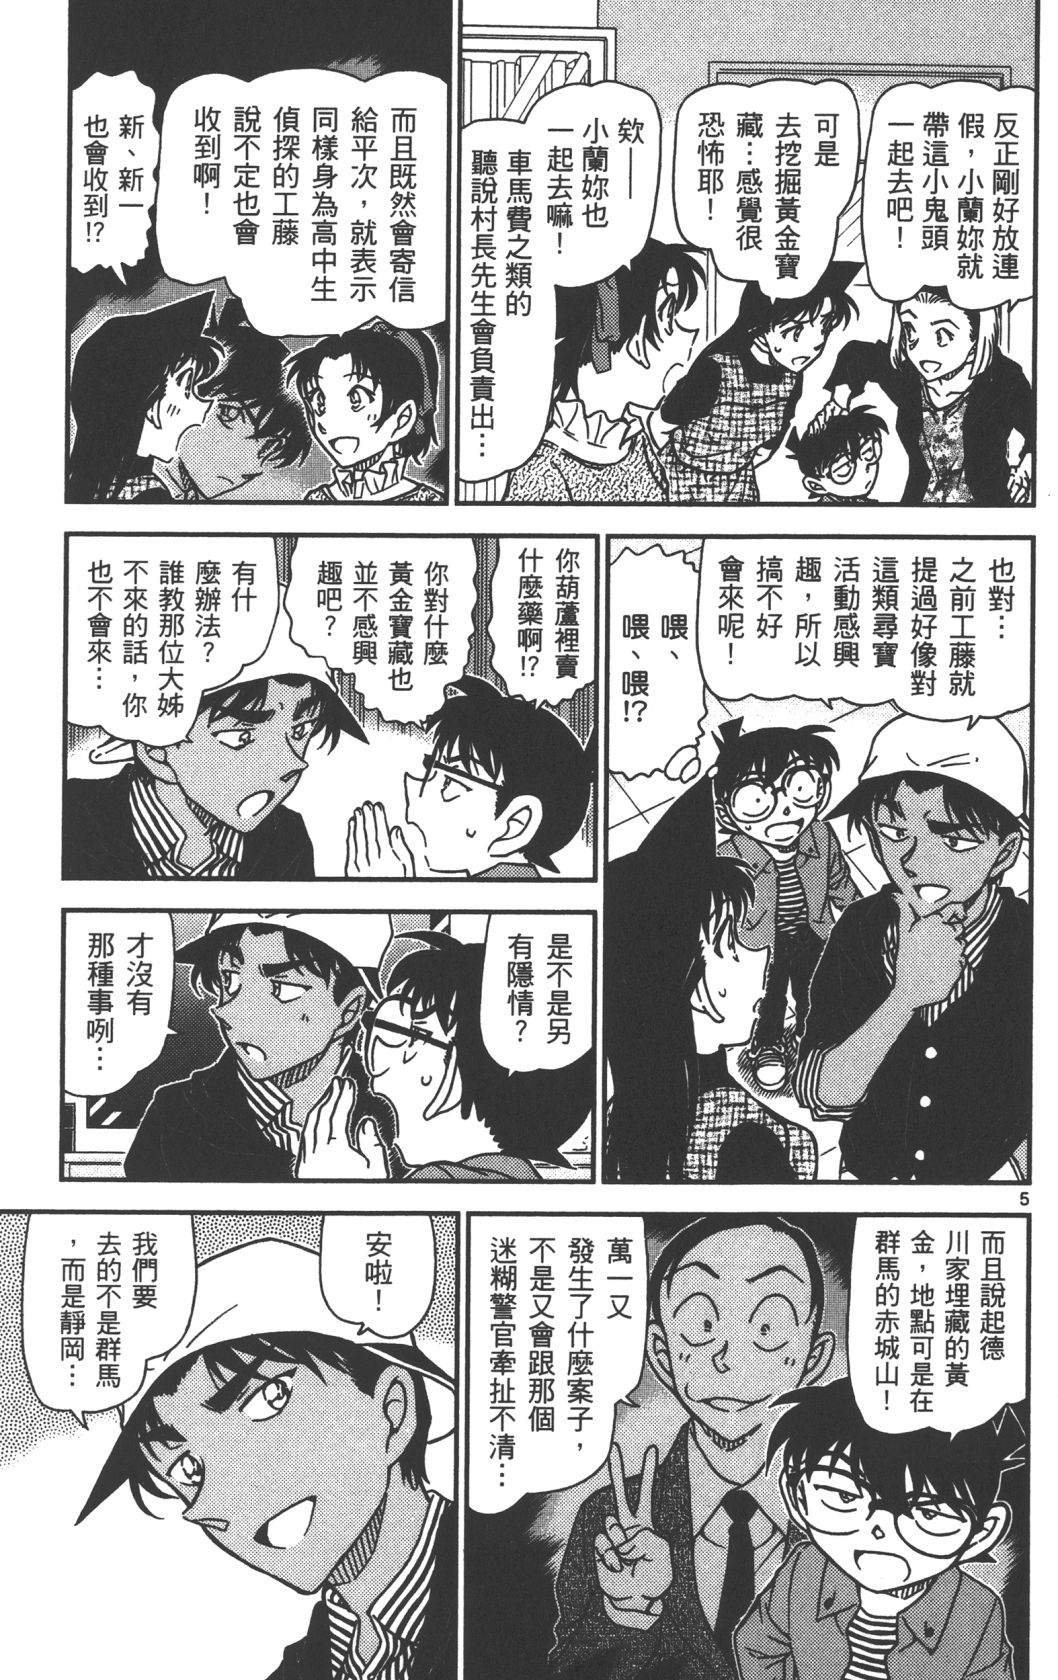 反正剛好放連
假，小蘭妳就
帶這小鬼頭
一起去吧！
可是
去挖掘黃金寶
藏…感覺很
恐怖耶！
欸——
小蘭妳也
一起去嘛！
車馬費之類的
聽說村長先生會負責出…
而且既然會寄信
給平次，就表示
同樣身為高中生
偵探的工藤
說不定也會
收到啊！
新、新一
也會收到!?
也對…
之前工藤就
提過好像對
這類尋寶
活動感興
趣，所以
搞不好
會來呢！
喂、
喂、喂!?
你葫蘆裡賣
什麼藥啊!?
你對什麼
黃金寶藏也
並不感興
趣吧？
有什
麼辦法？
誰教那位大姊
不來的話，你
也不會來…
是不是另
有隱情？
才沒有
那種事咧…
5
而且說起德
川家埋藏的黃
金，地點可是在
群馬的赤城山！
萬一又
發生了什麼案子，
不是又會跟那個
迷糊警官牽扯不清…
安啦！
我們要
去的不是群馬
，而是靜岡…